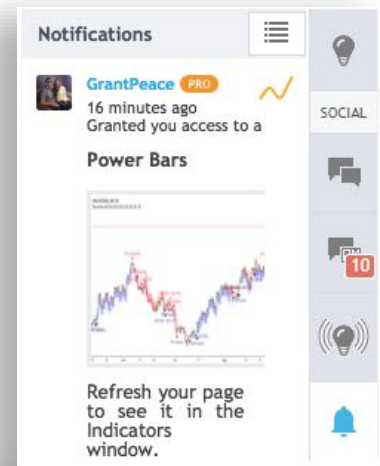 Notifications
GrantPeace PRO
16 minutes ago
Granted you access to a
Power Bars
Refresh your page
to see it in the
Indicators
window.
SOCIAL
10